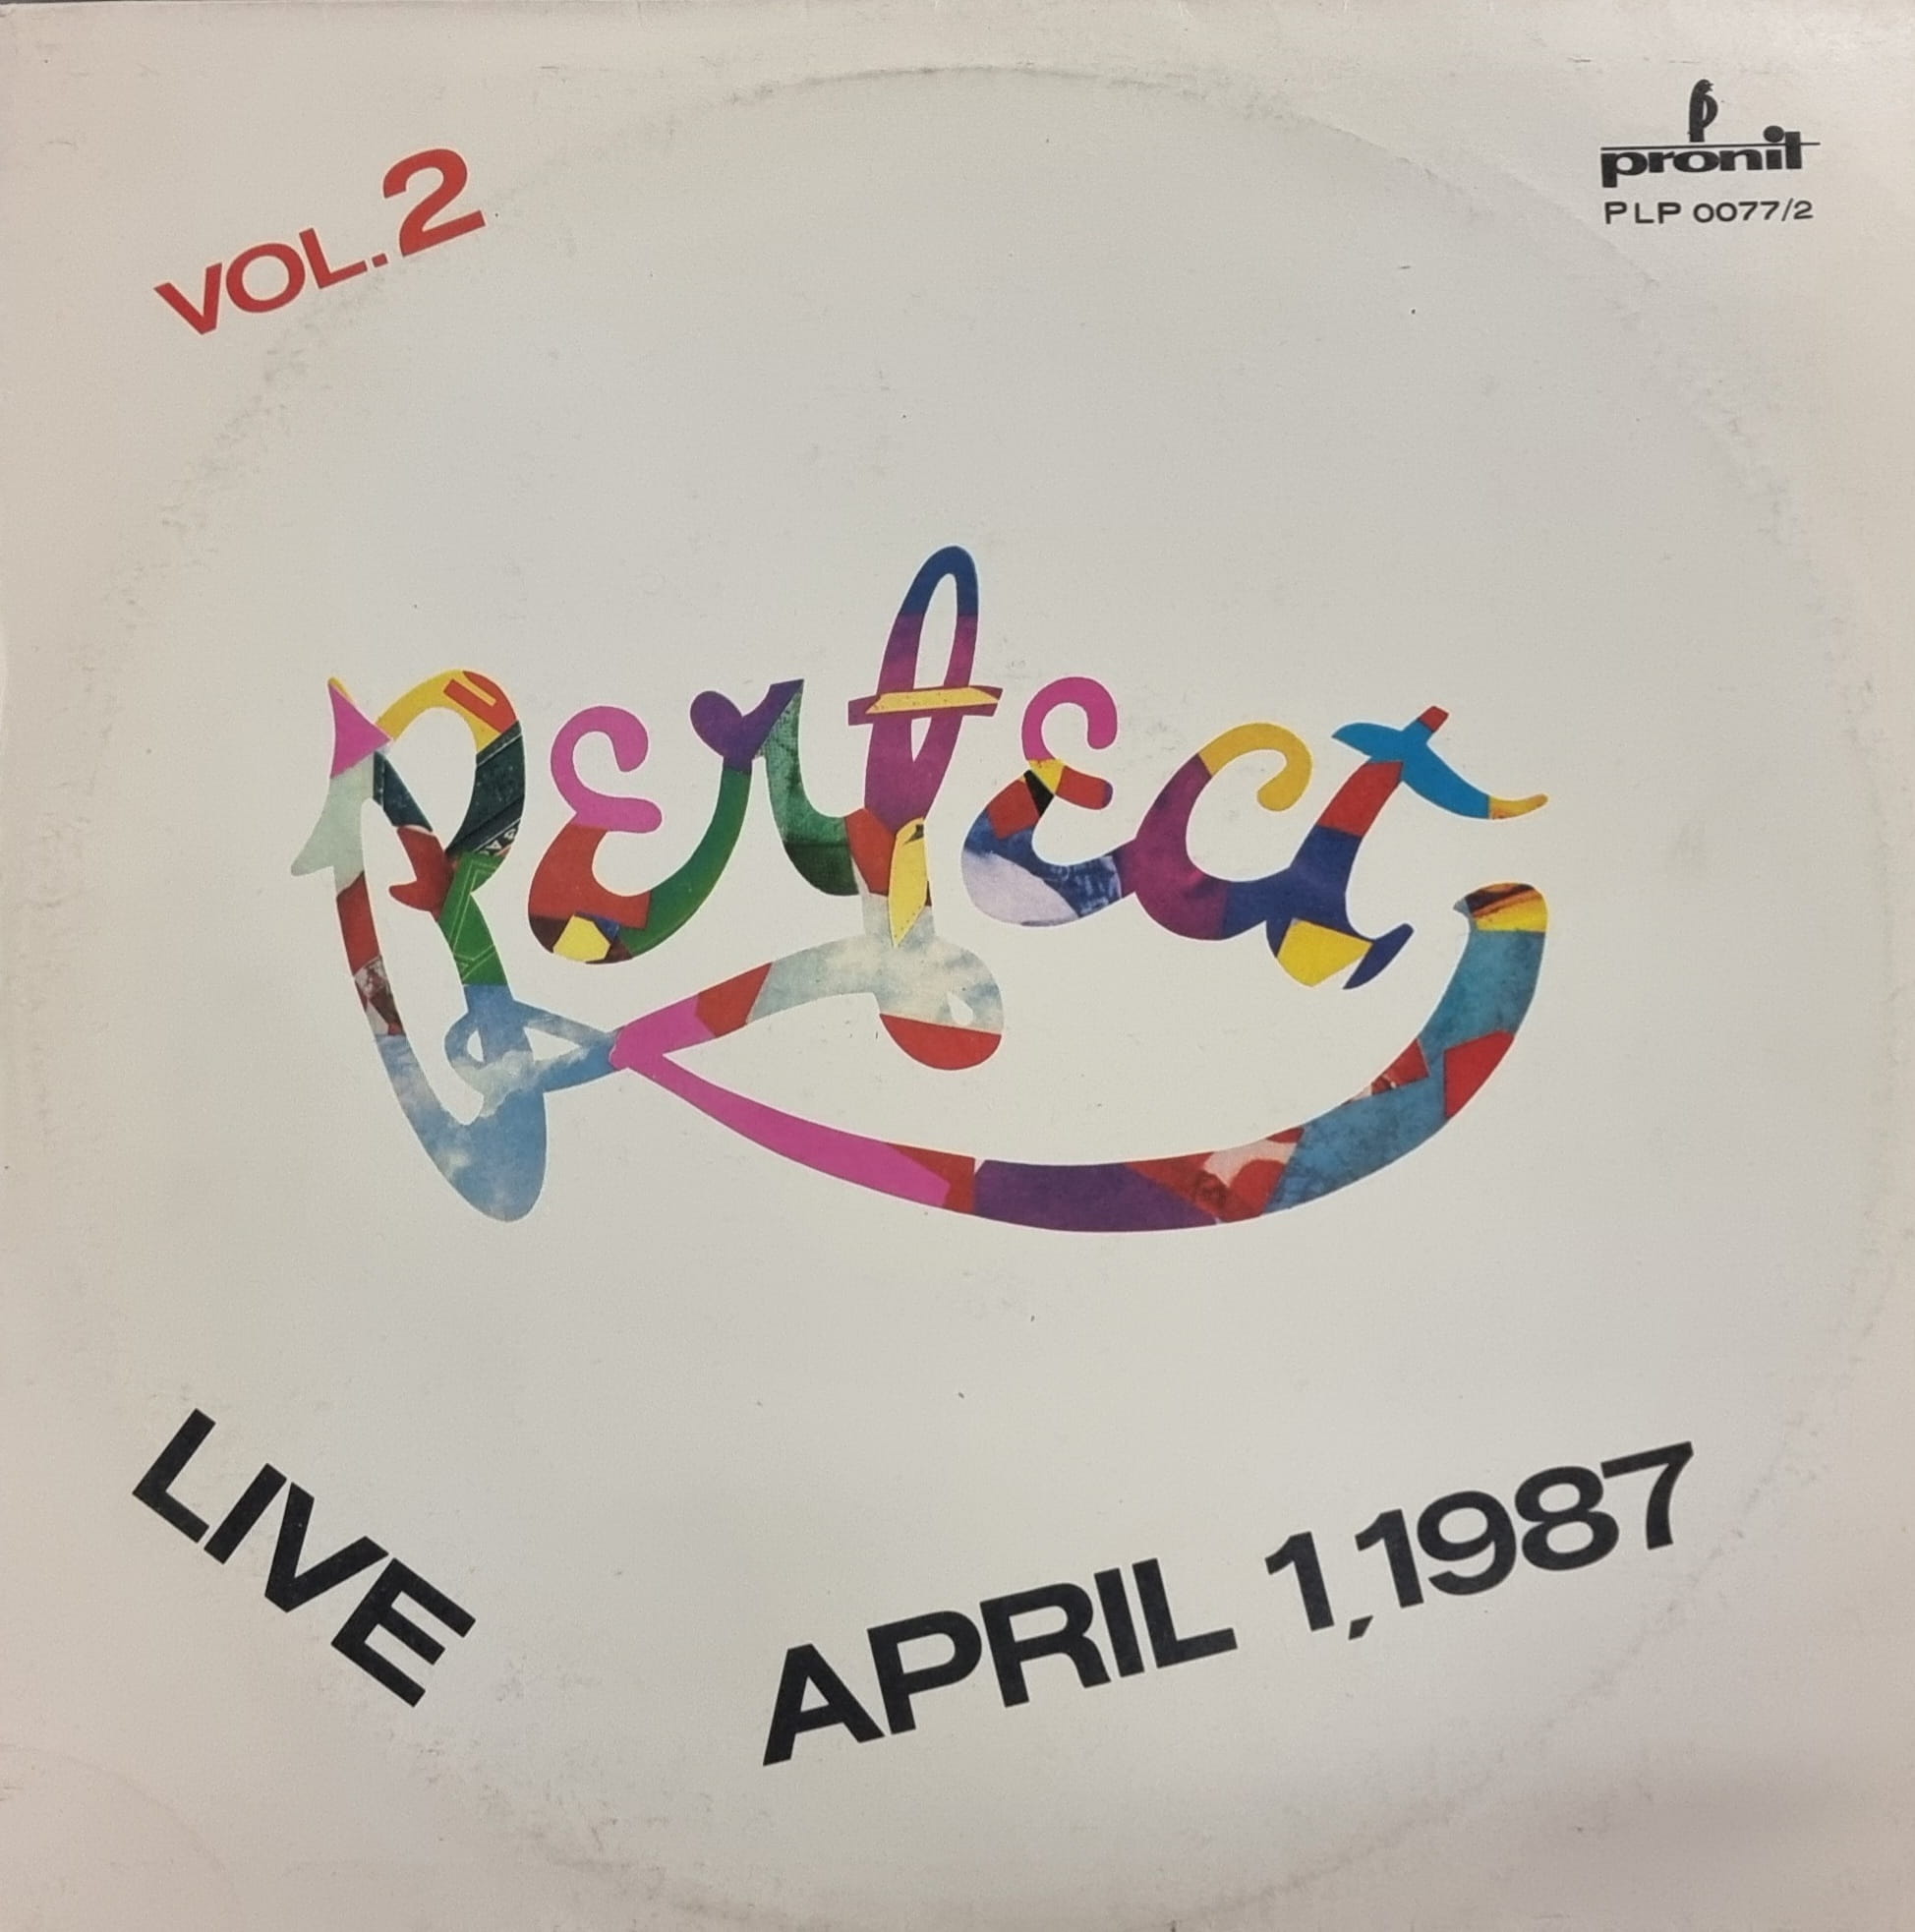 VOL.2
pronit
PLP 0077/2
Perfect
LIVE
APRIL 1,1987